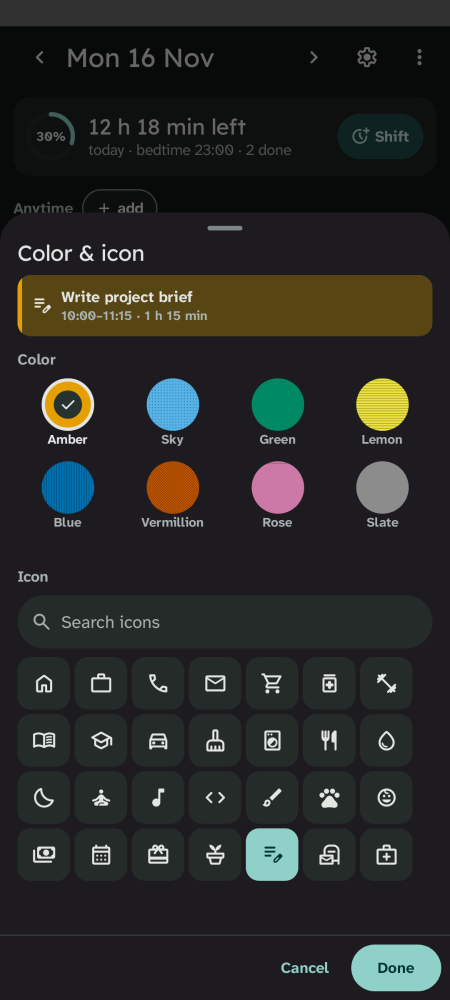 Mon 16 Nov
30%
12 h 18 min left
today · bedtime 23:00 · 2 done
Shift
Anytime
+ add
Color & icon
Write project brief
10:00–11:15 · 1 h 15 min
Color
Amber
Sky
Green
Lemon
Blue
Vermillion
Rose
Slate
Icon
Search icons
Cancel
Done